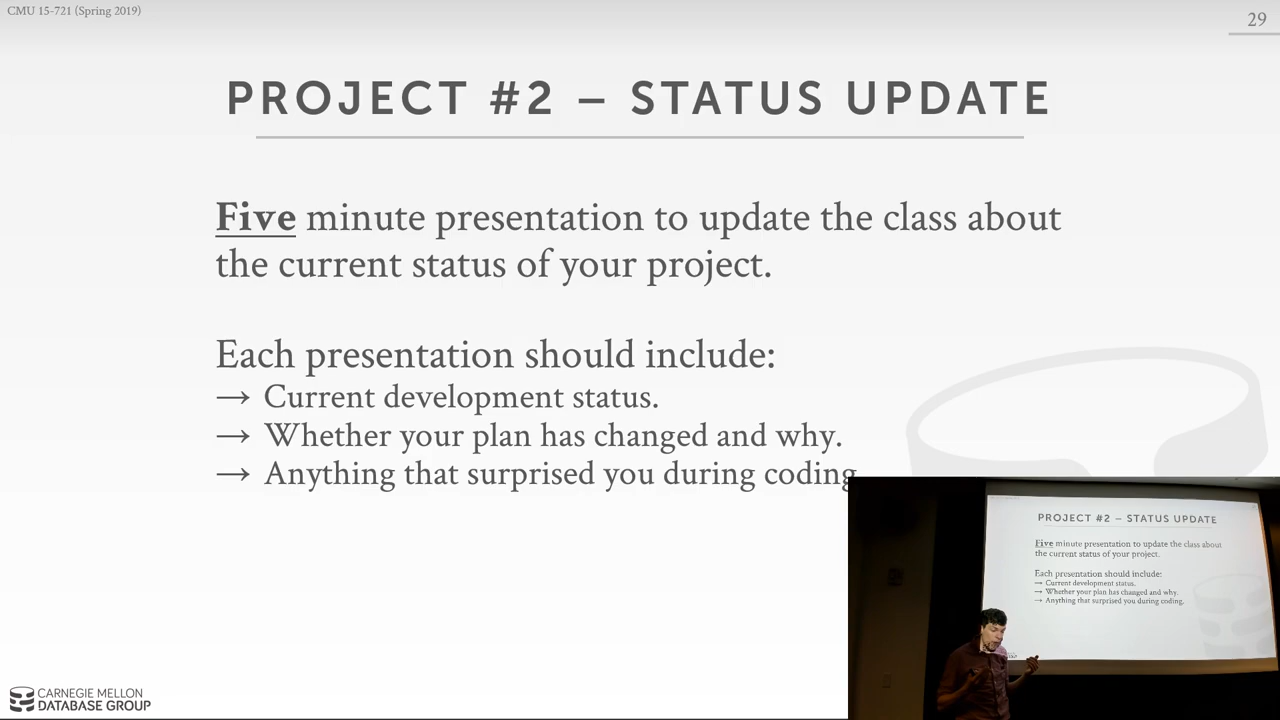 CMU 15-721 (Spring 2019)
29
PROJECT #2 – STATUS UPDATE
Five minute presentation to update the class about
the current status of your project.
Each presentation should include:
→ Current development status.
→ Whether your plan has changed and why.
→ Anything that surprised you during coding
PROJECT #2 – STATUS UPDATE
Five minute presentation to update the class about
the current status of your project.
Each presentation should include:
→ Current development status.
→ Whether your plan has changed and why.
→ Anything that surprised you during coding.
CARNEGIE MELLON
DATABASE GROUP